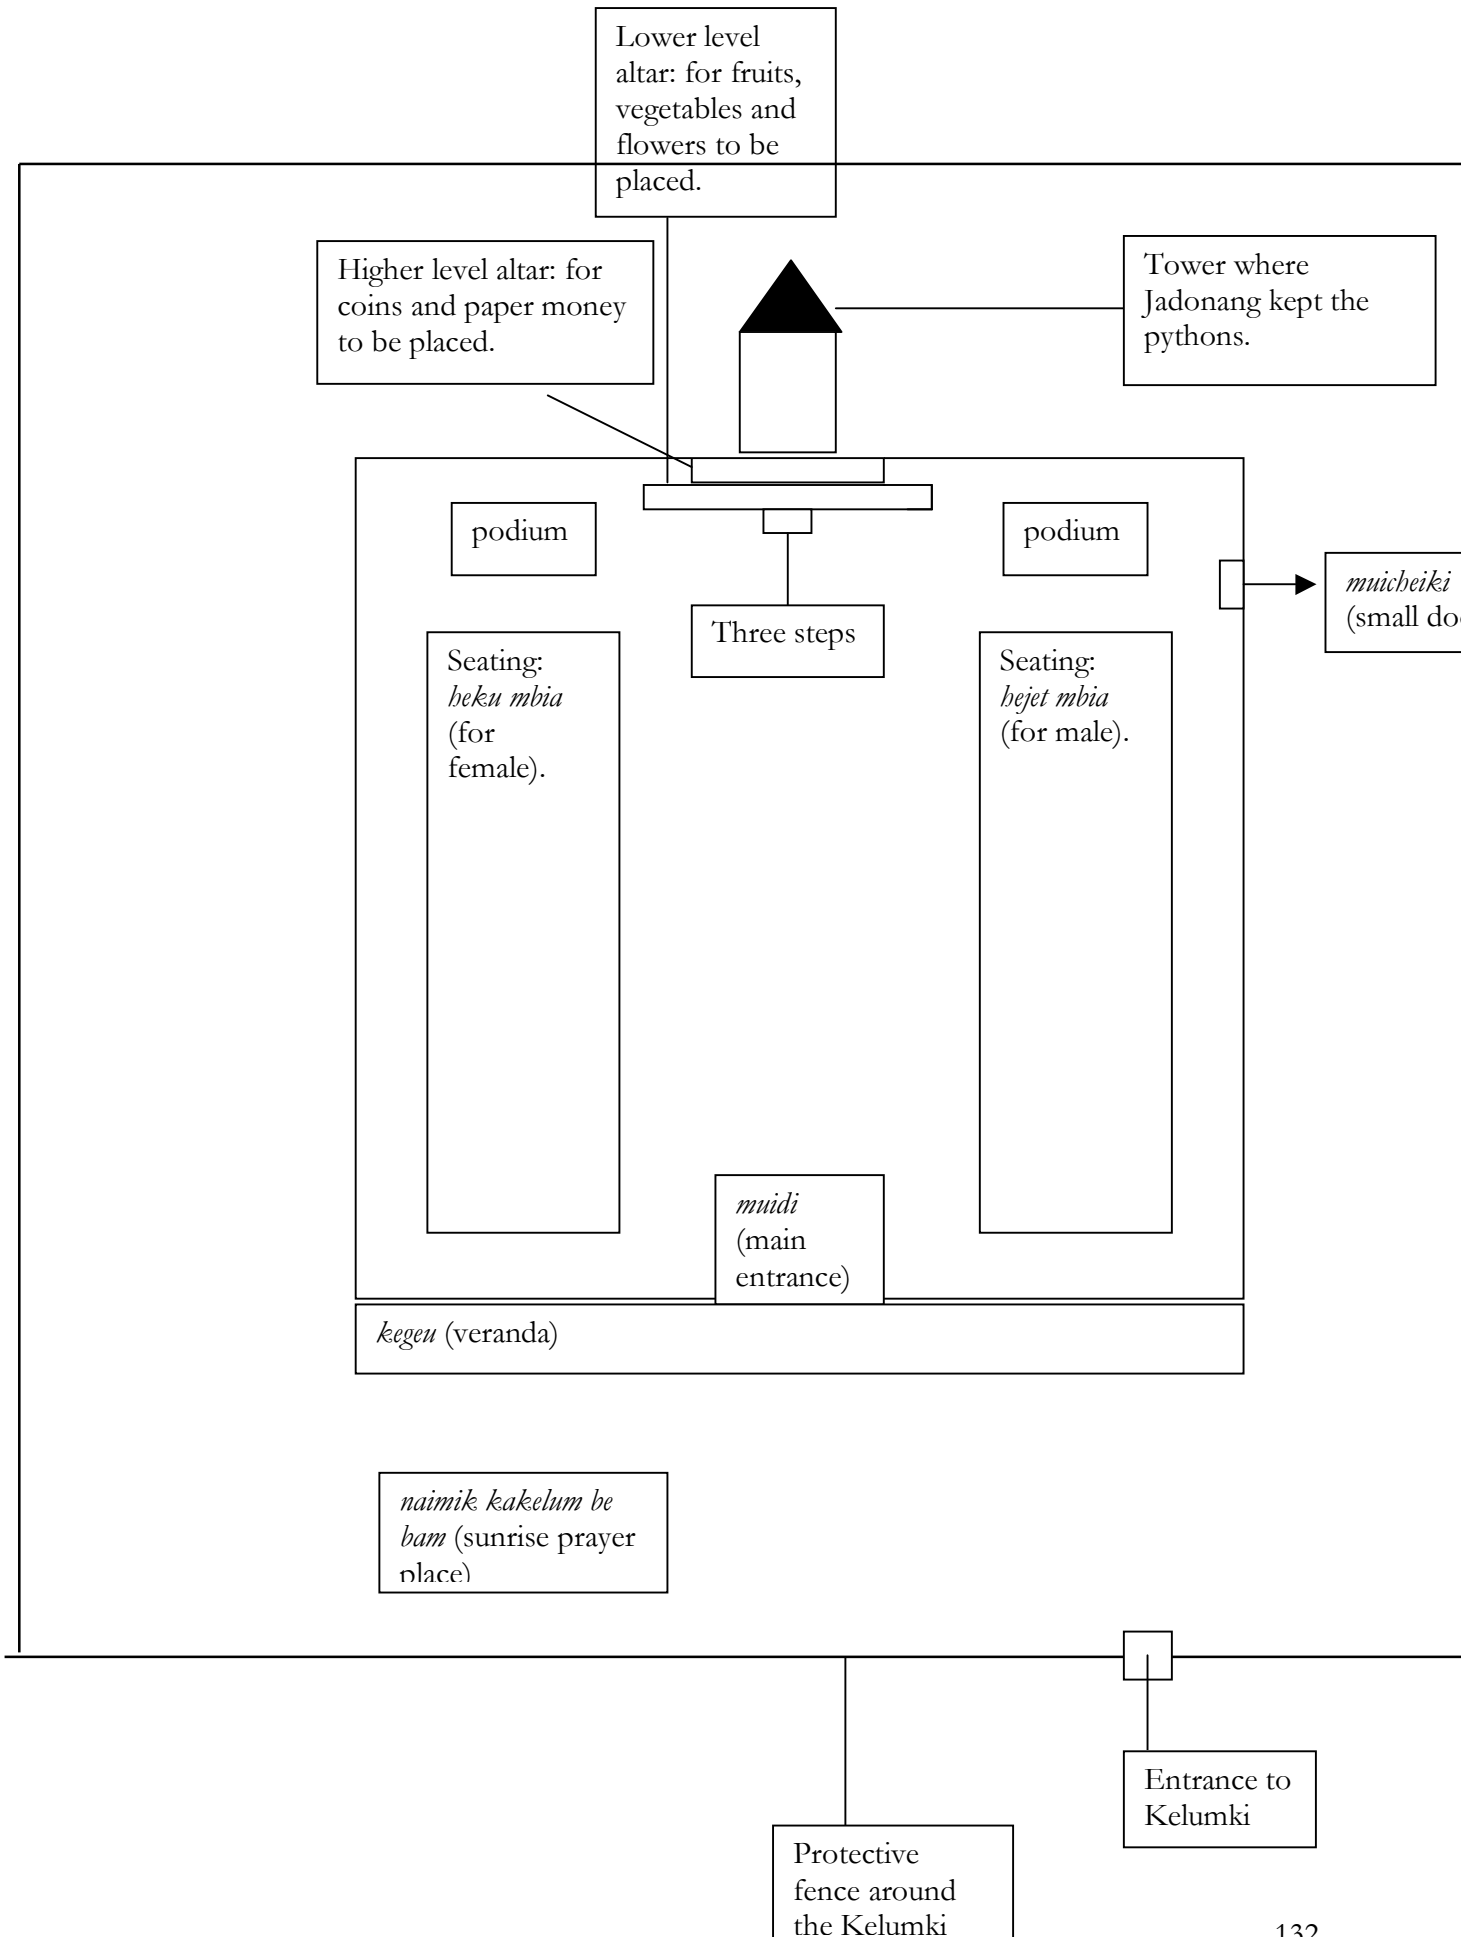 Lower level
altar: for fruits,
vegetables and
flowers to be
placed.
Higher level altar: for
coins and paper money
to be placed.
Tower where
Jadonang kept the
pythons.
podium
podium
muicheiki
(small
Three steps
Seating:
heku mbia
(for
female).
Seating:
hejet mbia
(for male).
muidi
(main
entrance)
kegeu (veranda)
naimik kakelum be
bam (sunrise prayer
place)
Entrance to
Kelumki
Protective
fence around
the Kelumki
132